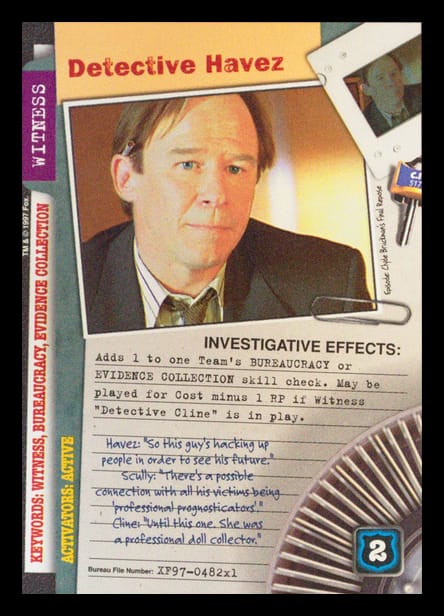 Detective Havez
WITNESS
TM & © 1997 Fox.
KEYWORDS: WITNESS, BUREAUCRACY, EVIDENCE COLLECTION
ACTIVATORS: ACTIVE
Episode: Clyde Bruckman's Final Repose
INVESTIGATIVE EFFECTS:
Adds 1 to one Team's BUREAUCRACY or
EVIDENCE COLLECTION skill check. May be
played for Cost minus 1 RP if Witness
"Detective Cline" is in play.
Havez: "So this guy's hacking up
people in order to see his future."
Scully: "There's a possible
connection with all his victims being
'professional prognosticators'."
Cline: "Until this one. She was
a professional doll collector."
Bureau File Number: XF97-0482x1
2